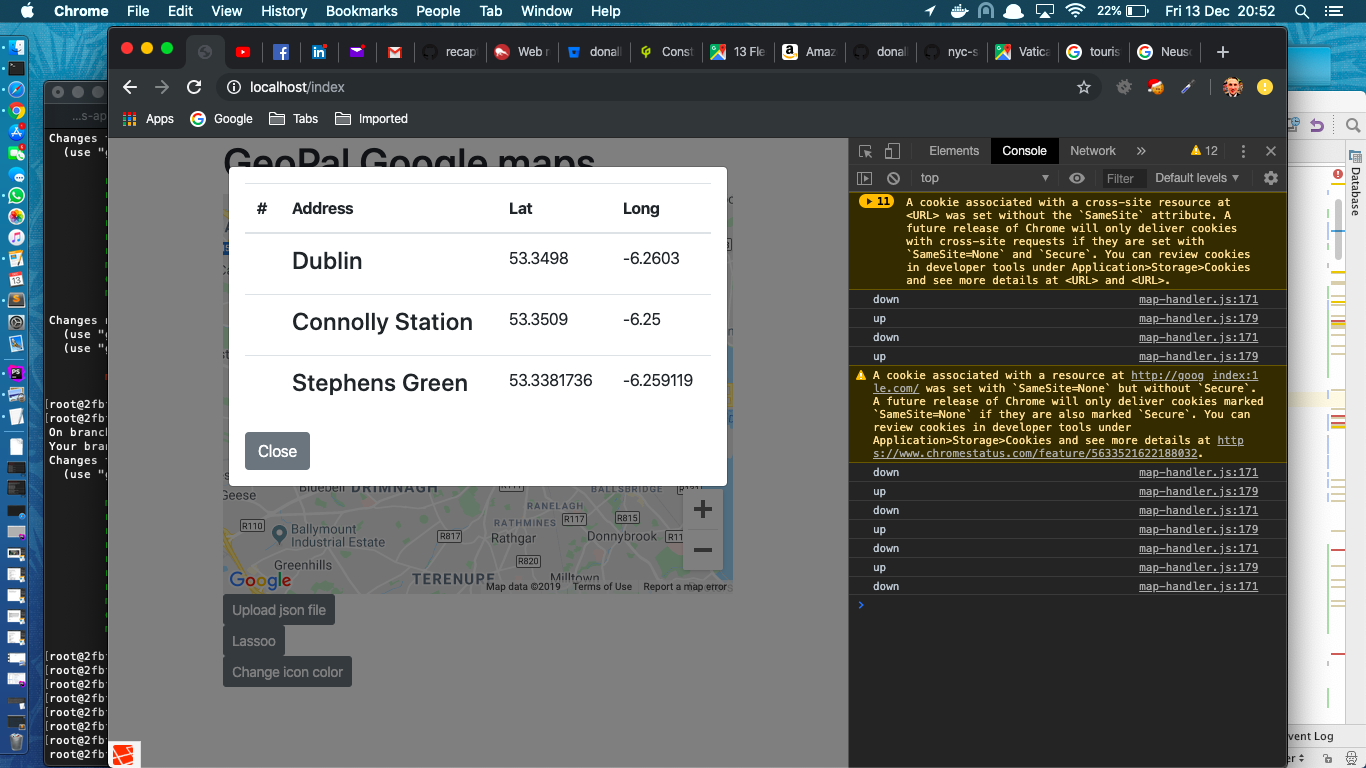 Chrome File Edit View History Bookmarks People Tab Window Help 22% Fri 13 Dec 20:52
recap Web r donall Const 13 Fle Amaz donal nyc-s Vatica touris Neus
localhost/index
Apps Google Tabs Imported
GeoPal Google maps
# Address Lat Long
Dublin 53.3498 -6.2603
Connolly Station 53.3509 -6.25
Stephens Green 53.3381736 -6.259119
Close
Geese Bluebell DRIMNAGH R111 BALLSBRIDGE
RANELAGH
R110 Ballymount R817 RATHMINES R117 R815
Industrial Estate Rathgar Donnybrook
Greenhills R820
TERENURE Milltown
Google Map data ©2019 Terms of Use Report a map error
Upload json file
Lassoo
Change icon color
Elements Console Network » 12
top Filter Default levels
11 A cookie associated with a cross-site resource at
<URL> was set without the `SameSite` attribute. A
future release of Chrome will only deliver cookies
with cross-site requests if they are set with
`SameSite=None` and `Secure`. You can review cookies
in developer tools under Application>Storage>Cookies
and see more details at <URL> and <URL>.
down map-handler.js:171
up map-handler.js:179
down map-handler.js:171
up map-handler.js:179
A cookie associated with a resource at http://goog index:1
le.com/ was set with `SameSite=None` but without `Secure`.
A future release of Chrome will only deliver cookies marked
`SameSite=None` if they are also marked `Secure`. You can
review cookies in developer tools under
Application>Storage>Cookies and see more details at http
s://www.chromestatus.com/feature/5633521622188032.
down map-handler.js:171
up map-handler.js:179
down map-handler.js:171
up map-handler.js:179
down map-handler.js:171
up map-handler.js:179
down map-handler.js:171
...s-ap
Changes
(use "
Changes
(use "
(use "
[root@2fb
[root@2fb
On branc
Your bran
Changes
(use "
[root@2fb
[root@2fb
[root@2fb
[root@2fb
[root@2fb
[root@2fb
[root@2fb
root@2fb
Database
vent Log